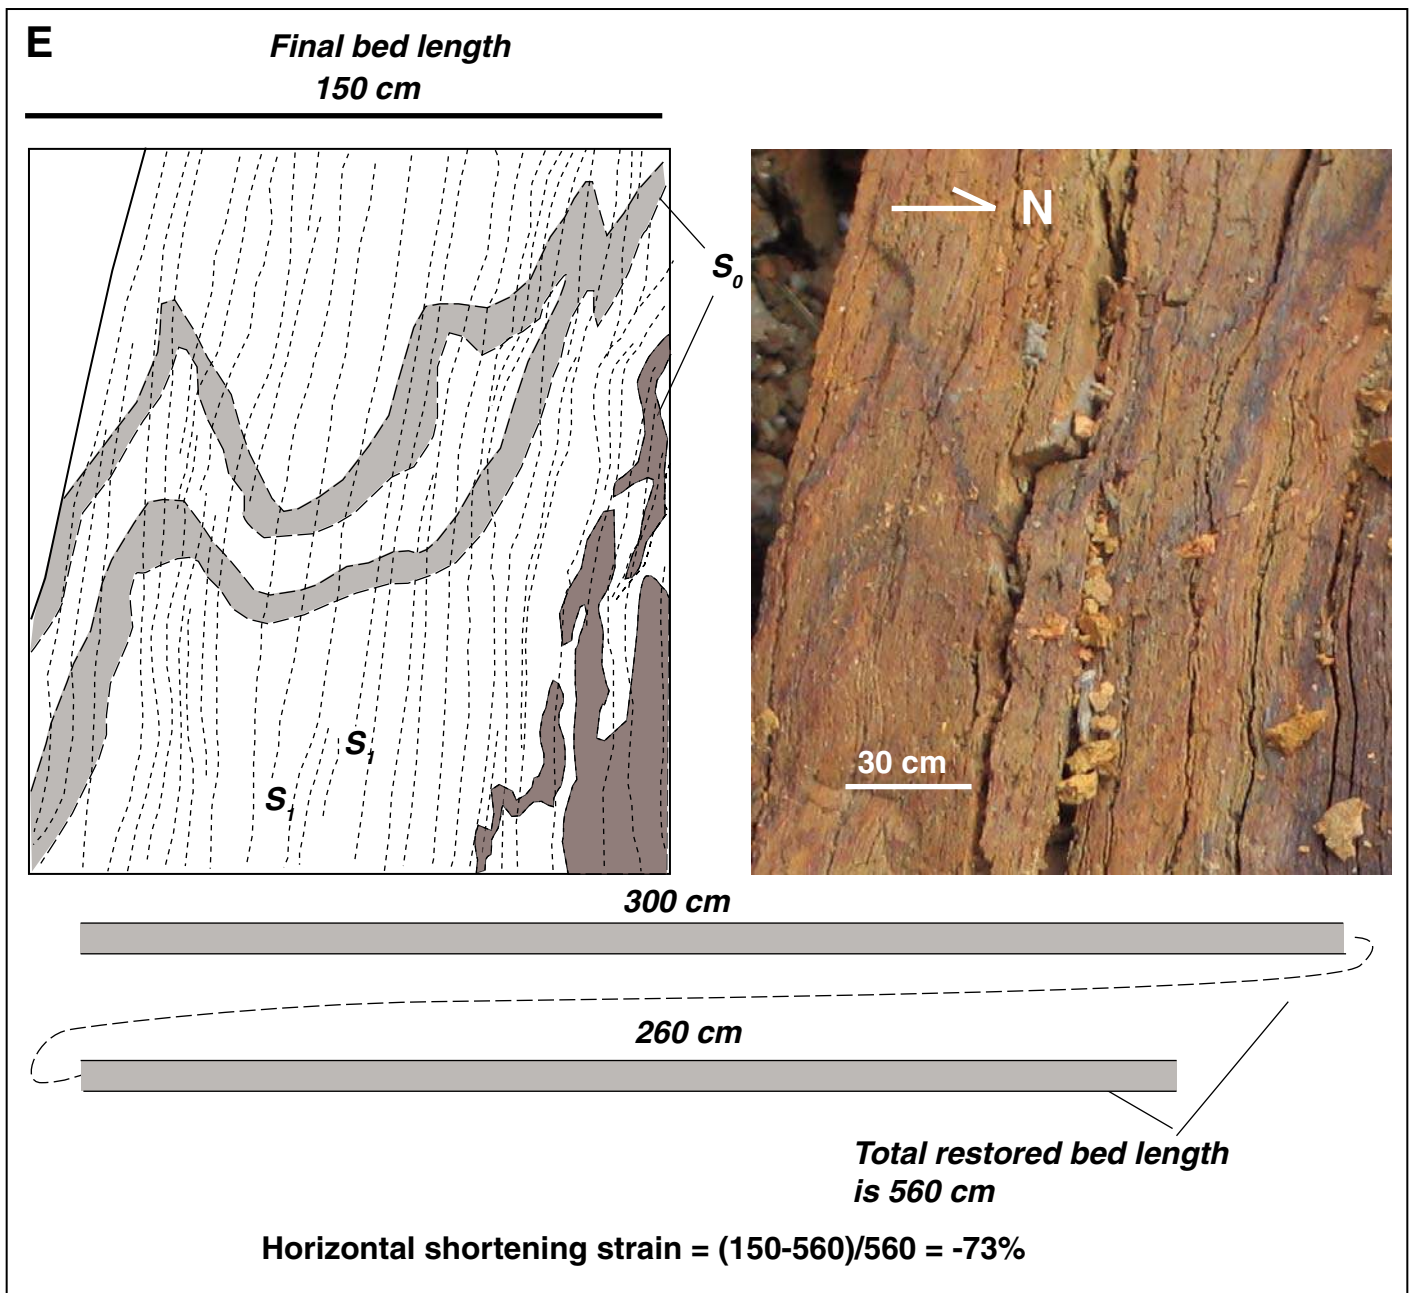 E
Final bed length
150 cm
S0
N
S1
S1
30 cm
300 cm
260 cm
Total restored bed length
is 560 cm
Horizontal shortening strain = (150-560)/560 = -73%